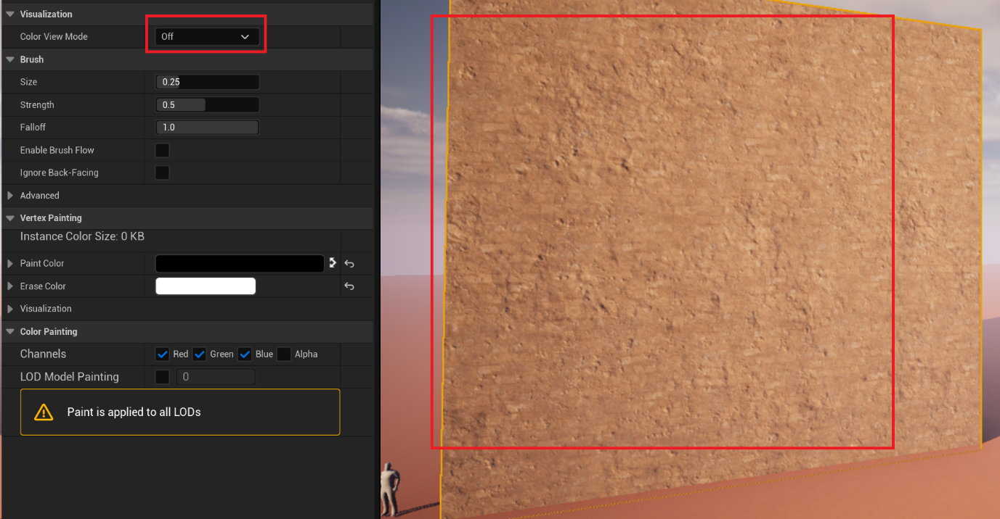 Visualization
Color View Mode Off
Brush
Size 0.25
Strength 0.5
Falloff 1.0
Enable Brush Flow
Ignore Back-Facing
Advanced
Vertex Painting
Instance Color Size: 0 KB
Paint Color
Erase Color
Visualization
Color Painting
Channels Red Green Blue Alpha
LOD Model Painting 0
Paint is applied to all LODs